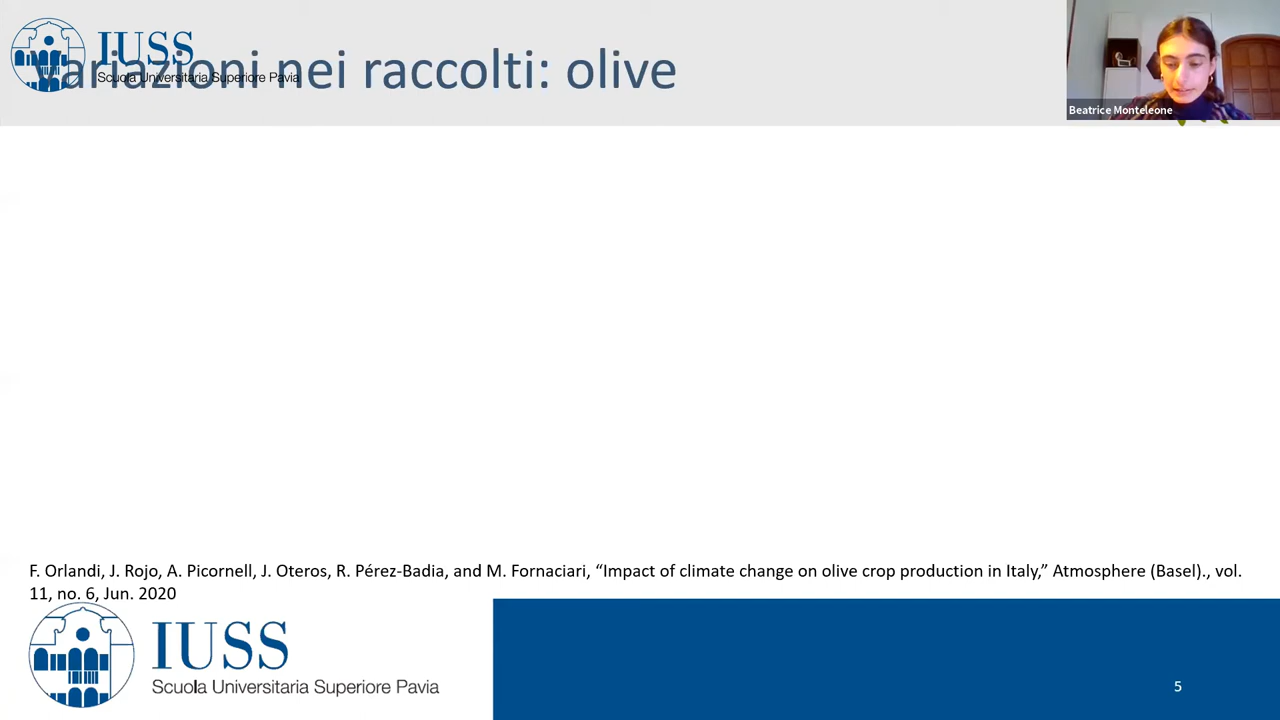 IUSS
Scuola Universitaria Superiore Pavia
Variazioni nei raccolti: olive
Beatrice Monteleone
F. Orlandi, J. Rojo, A. Picornell, J. Oteros, R. Pérez-Badia, and M. Fornaciari, “Impact of climate change on olive crop production in Italy,” Atmosphere (Basel)., vol.
11, no. 6, Jun. 2020
IUSS
Scuola Universitaria Superiore Pavia
5